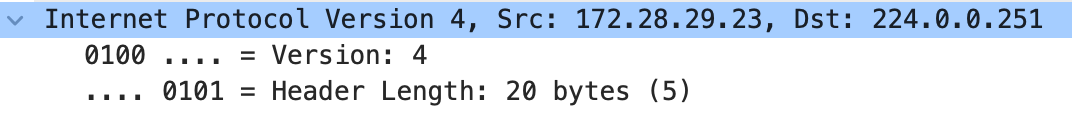 Internet Protocol Version 4, Src: 172.28.29.23, Dst: 224.0.0.251
0100 .... = Version: 4
.... 0101 = Header Length: 20 bytes (5)